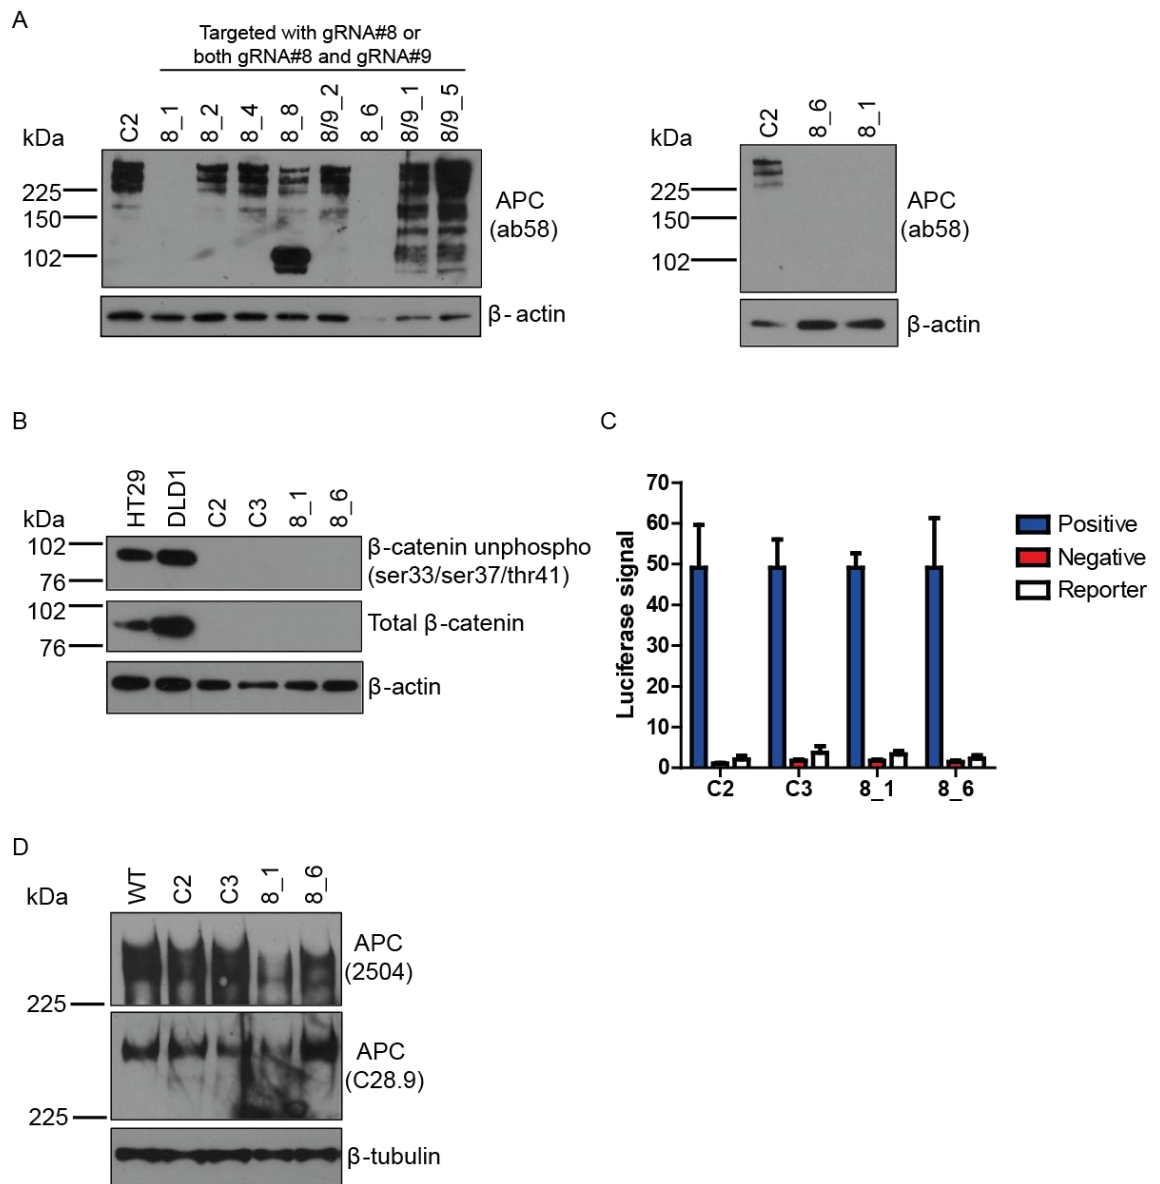 A
Targeted with gRNA#8 or
both gRNA#8 and gRNA#9
kDa
C2
8_1
8_2
8_4
8_8
8/9_2
8_6
8/9_1
8/9_5
225
150
102
APC
(ab58)
β- actin
kDa
C2
8_6
8_1
225
150
102
APC
(ab58)
β-actin
B
kDa
HT29
DLD1
C2
C3
8_1
8_6
102
76
β-catenin unphospho
(ser33/ser37/thr41)
102
76
Total β-catenin
β-actin
C
Luciferase signal
70
60
50
40
30
20
10
0
C2
C3
8_1
8_6
Positive
Negative
Reporter
D
kDa
WT
C2
C3
8_1
8_6
APC
(2504)
225
APC
(C28.9)
225
β-tubulin